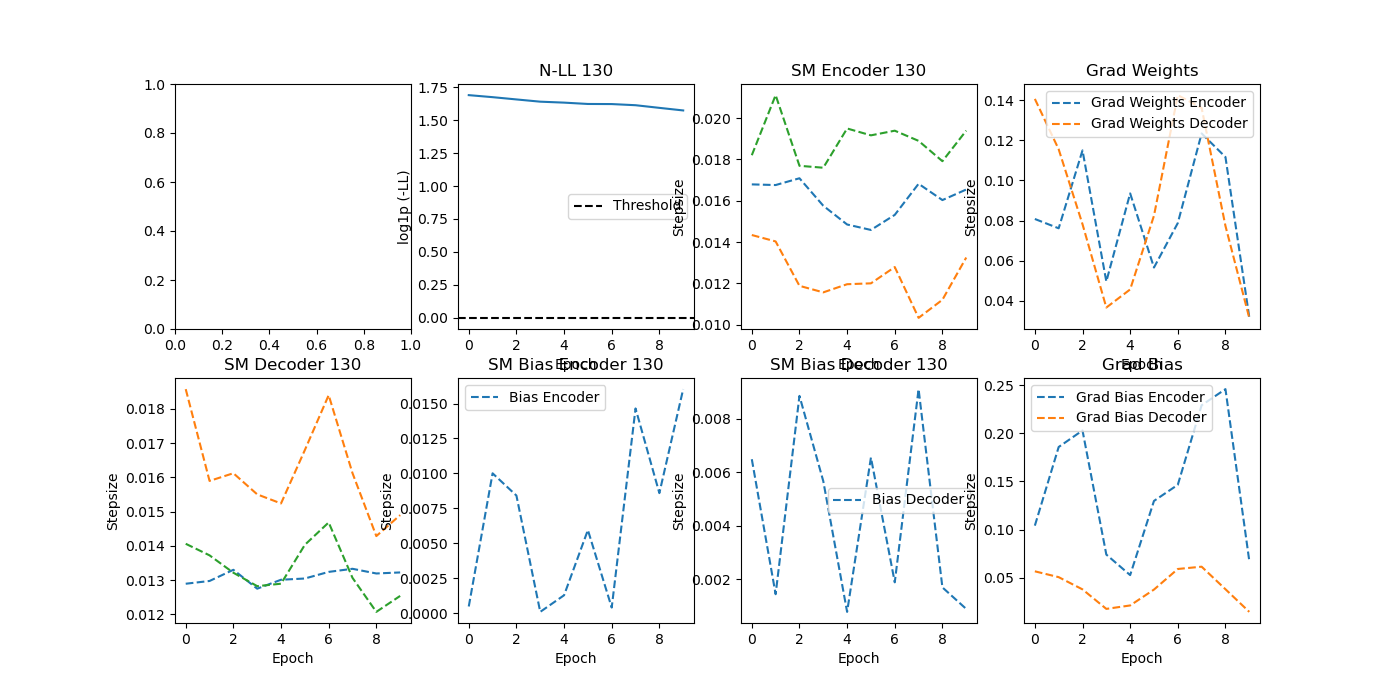 N-LL 130
SM Encoder 130
Grad Weights
1.0
0.8
0.6
0.4
0.2
0.0
0.0 0.2 0.4 0.6 0.8 1.0
log1p (-LL)
1.75
1.50
1.25
1.00
0.75
0.50
0.25
0.00
Threshold
0 2 4 6 8
Epoch
Stepsize
0.020
0.018
0.016
0.014
0.012
0.010
0 2 4 6 8
Epoch
Stepsize
0.14
0.12
0.10
0.08
0.06
0.04
Grad Weights Encoder
Grad Weights Decoder
0 2 4 6 8
Epoch
SM Decoder 130
SM Bias Encoder 130
SM Bias Decoder 130
Grad Bias
Stepsize
0.018
0.017
0.016
0.015
0.014
0.013
0.012
0 2 4 6 8
Epoch
Stepsize
0.0150
0.0125
0.0100
0.0075
0.0050
0.0025
0.0000
Bias Encoder
0 2 4 6 8
Epoch
Stepsize
0.008
0.006
0.004
0.002
Bias Decoder
0 2 4 6 8
Epoch
Stepsize
0.25
0.20
0.15
0.10
0.05
Grad Bias Encoder
Grad Bias Decoder
0 2 4 6 8
Epoch